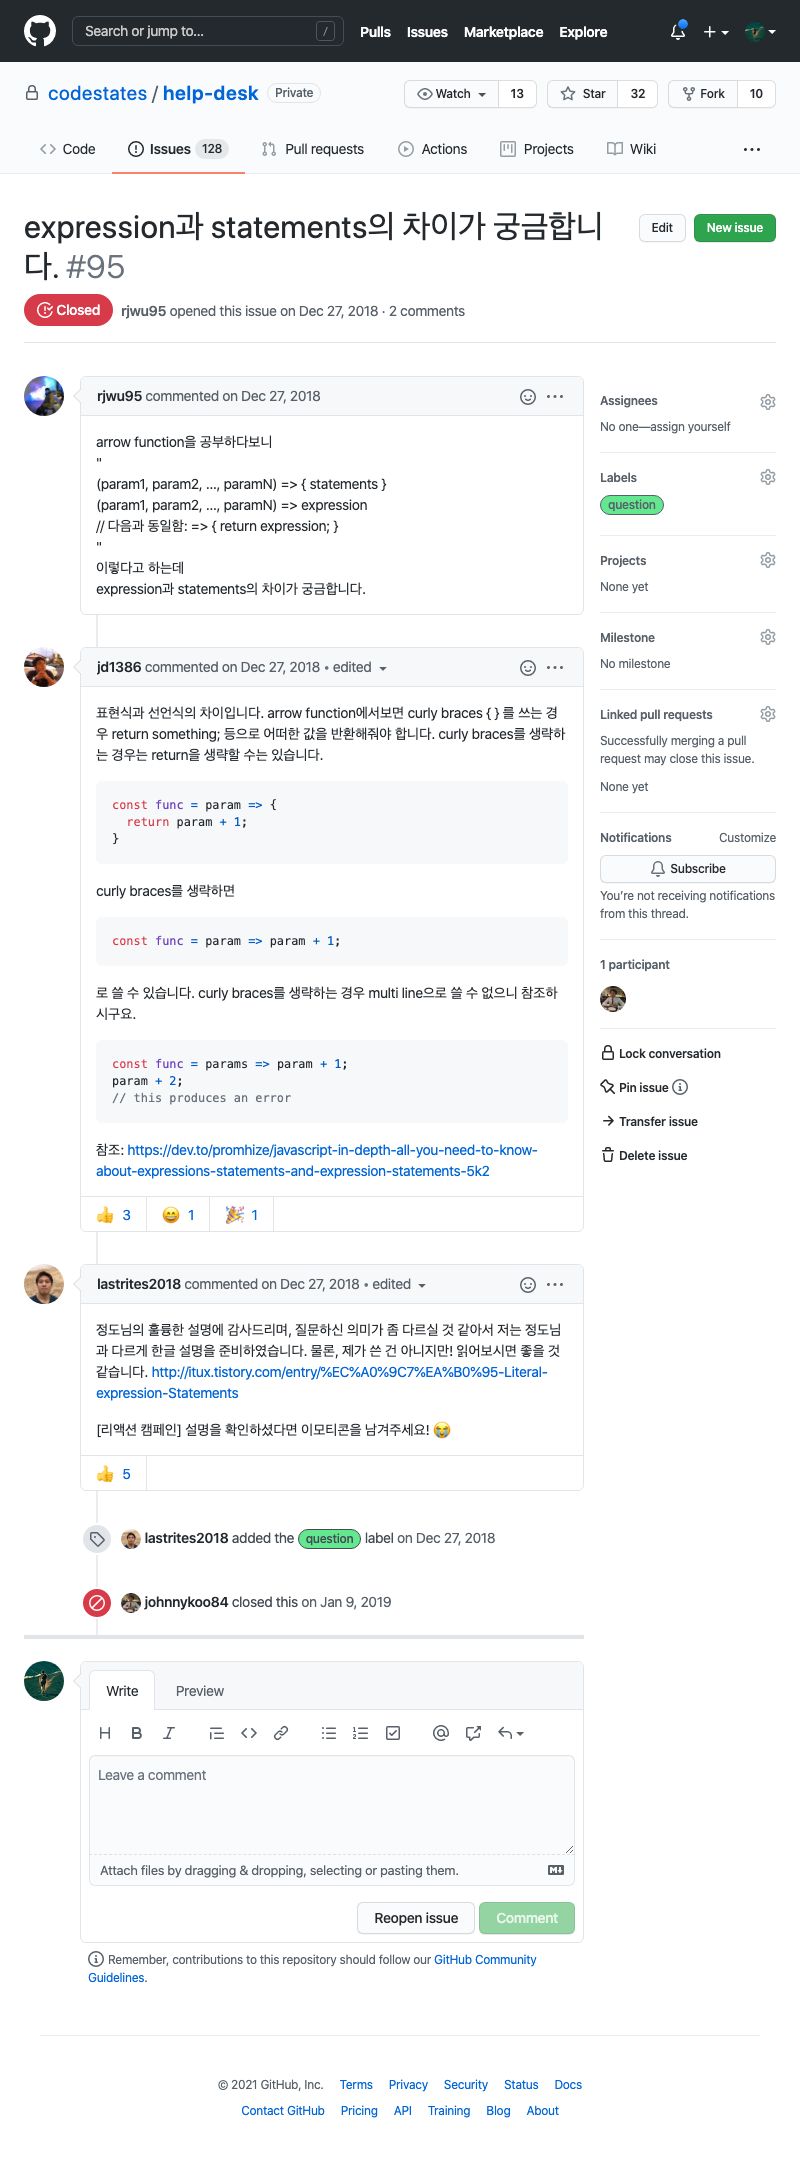 Search or jump to... /
Pulls Issues Marketplace Explore
codestates / help-desk Private
Watch 13 Star 32 Fork 10
Code Issues 128 Pull requests Actions Projects Wiki
expression과 statements의 차이가 궁금합니
다. #95
Edit New issue
Closed rjwu95 opened this issue on Dec 27, 2018 · 2 comments
rjwu95 commented on Dec 27, 2018
arrow function을 공부하다보니
"
(param1, param2, …, paramN) => { statements }
(param1, param2, …, paramN) => expression
// 다음과 동일함: => { return expression; }
"
이렇다고 하는데
expression과 statements의 차이가 궁금합니다.
jd1386 commented on Dec 27, 2018 • edited
표현식과 선언식의 차이입니다. arrow function에서보면 curly braces { } 를 쓰는 경
우 return something; 등으로 어떠한 값을 반환해줘야 합니다. curly braces를 생략하
는 경우는 return을 생략할 수는 있습니다.
const func = param => {
return param + 1;
}
curly braces를 생략하면
const func = param => param + 1;
로 쓸 수 있습니다. curly braces를 생략하는 경우 multi line으로 쓸 수 없으니 참조하
시구요.
const func = params => param + 1;
param + 2;
// this produces an error
참조: https://dev.to/promhize/javascript-in-depth-all-you-need-to-know-
about-expressions-statements-and-expression-statements-5k2
3 1 1
lastrites2018 commented on Dec 27, 2018 • edited
정도님의 훌륭한 설명에 감사드리며, 질문하신 의미가 좀 다르실 것 같아서 저는 정도님
과 다르게 한글 설명을 준비하였습니다. 물론, 제가 쓴 건 아니지만! 읽어보시면 좋을 것
같습니다. http://itux.tistory.com/entry/%EC%A0%9C7%EA%B0%95-Literal-
expression-Statements
[리액션 캠페인] 설명을 확인하셨다면 이모티콘을 남겨주세요! 😭
5
lastrites2018 added the question label on Dec 27, 2018
johnnykoo84 closed this on Jan 9, 2019
Write Preview
H B I
Leave a comment
Attach files by dragging & dropping, selecting or pasting them.
Reopen issue Comment
Remember, contributions to this repository should follow our GitHub Community
Guidelines.
Assignees
No one—assign yourself
Labels
question
Projects
None yet
Milestone
No milestone
Linked pull requests
Successfully merging a pull
request may close this issue.
None yet
Notifications Customize
Subscribe
You're not receiving notifications
from this thread.
1 participant
Lock conversation
Pin issue
Transfer issue
Delete issue
© 2021 GitHub, Inc. Terms Privacy Security Status Docs
Contact GitHub Pricing API Training Blog About